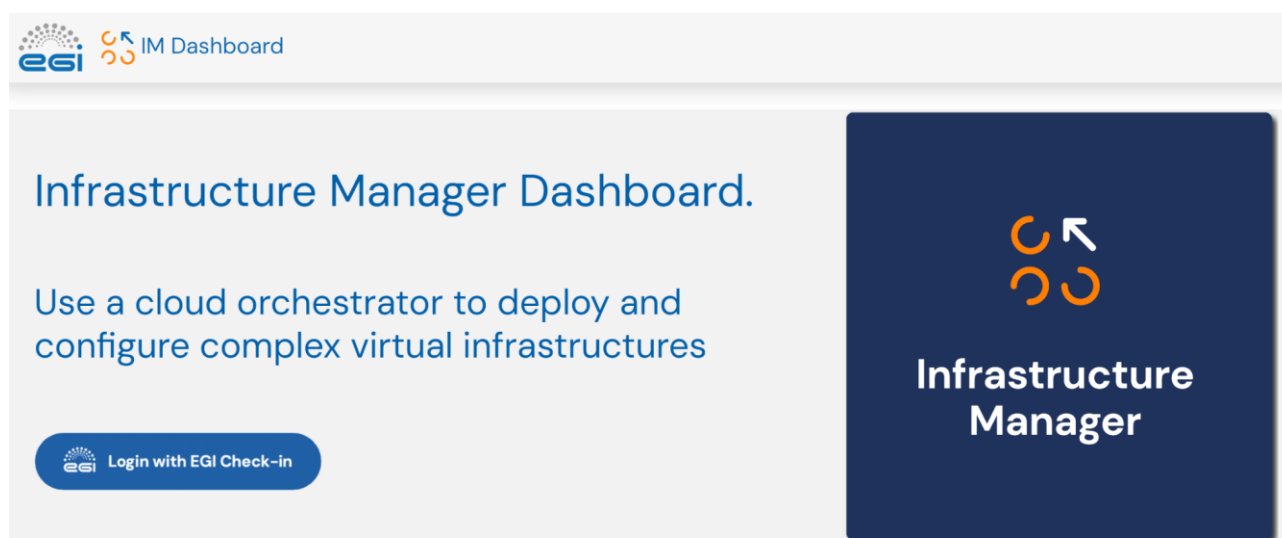 egi IM Dashboard
Infrastructure Manager Dashboard.
Use a cloud orchestrator to deploy and
configure complex virtual infrastructures
egi Login with EGI Check-in
Infrastructure
Manager